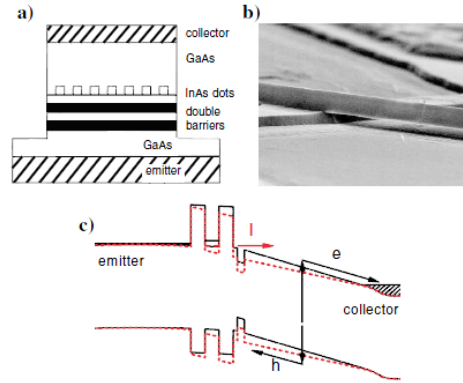 a)
collector
GaAs
InAs dots
double
barriers
GaAs
emitter
b)
c)
I
e
emitter
collector
h